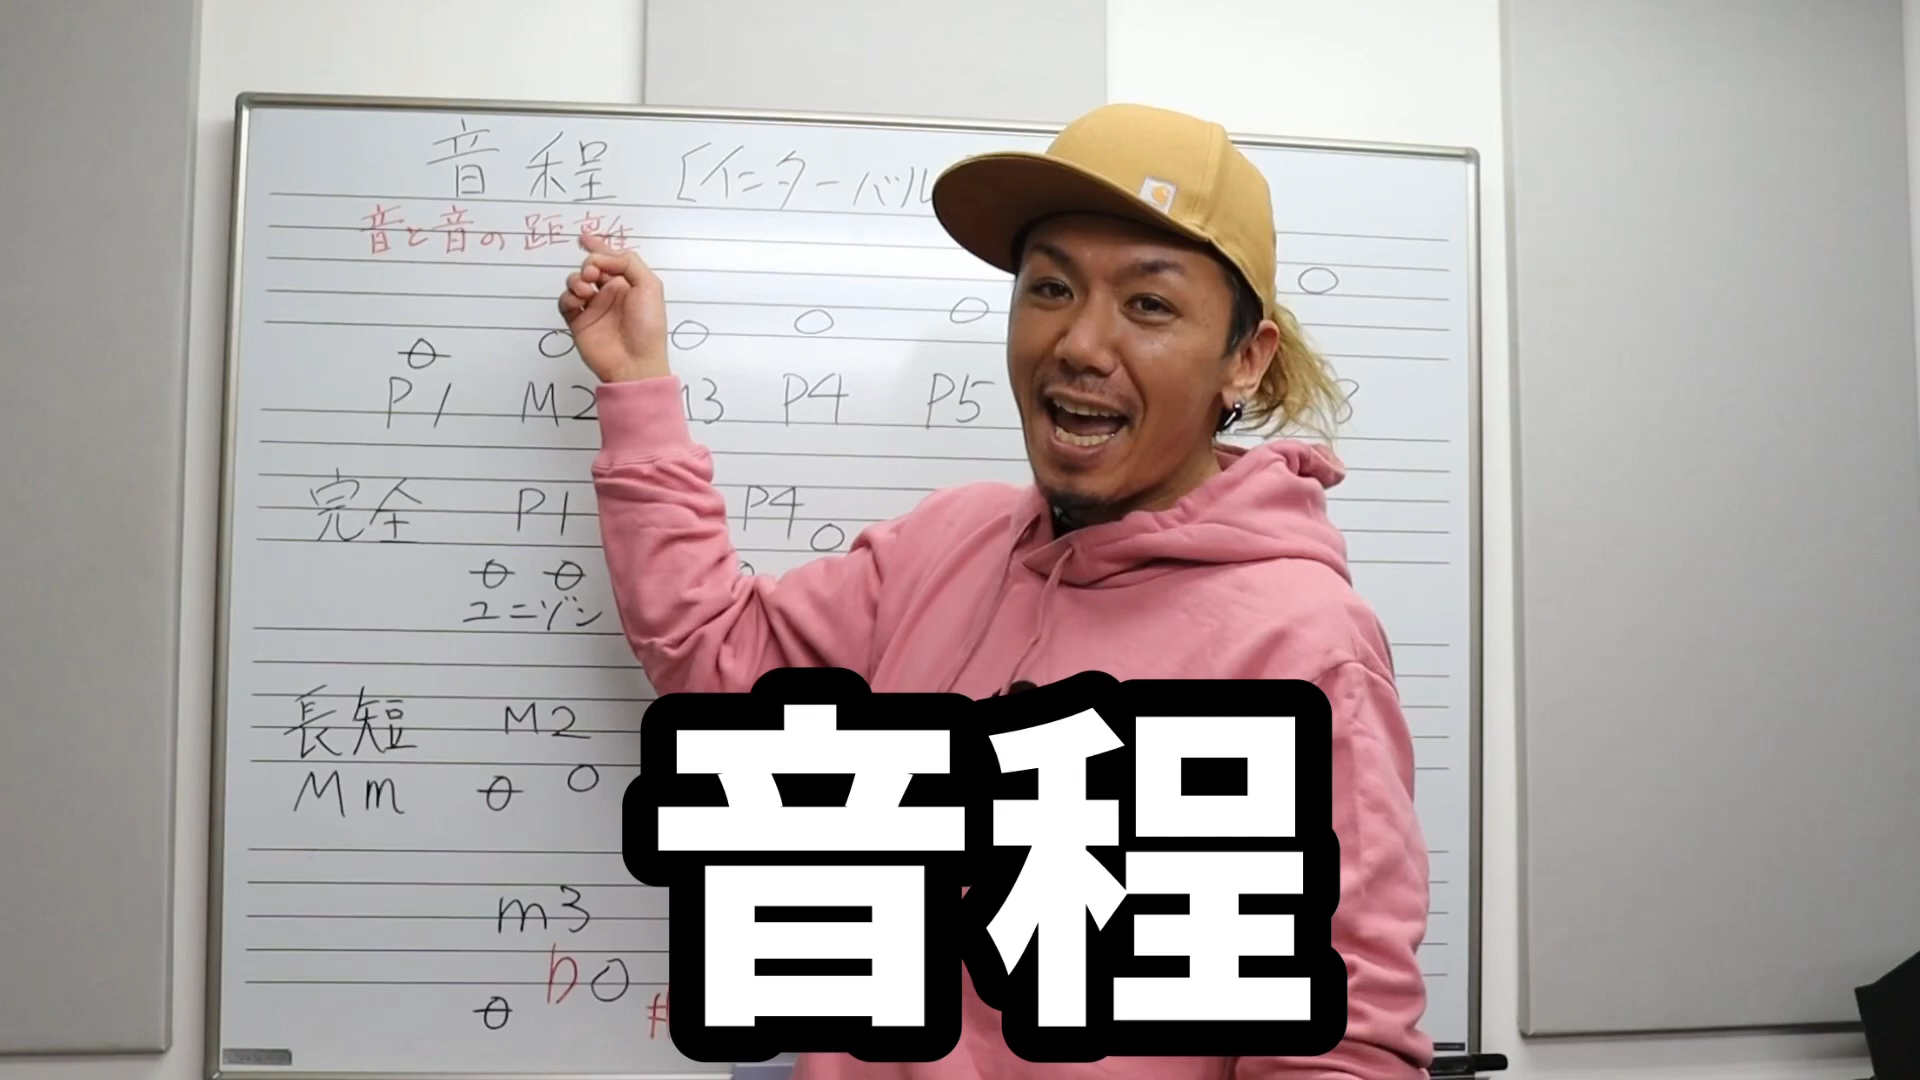 音程 [インターバル
音と音の距離
P1 M2 P4 P5
完全 P1 P4
ユニゾン
長短 M2
M m
m3
b
#
音程